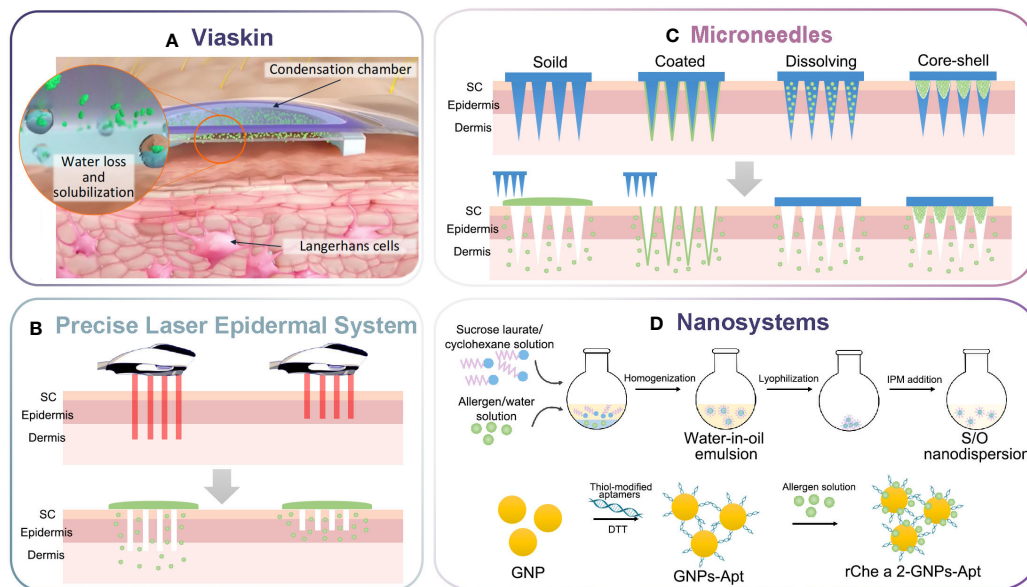 A Viaskin
Condensation chamber
Water loss
and
solubilization
Langerhans cells
B Precise Laser Epidermal System
SC
Epidermis
Dermis
SC
Epidermis
Dermis
C Microneedles
Soild
Coated
Dissolving
Core-shell
SC
Epidermis
Dermis
SC
Epidermis
Dermis
D Nanosystems
Sucrose laurate/
cyclohexane solution
Allergen/water
solution
Homogenization
Lyophilization
IPM addition
Water-in-oil
emulsion
S/O
nanodispersion
Thiol-modified
aptamers
DTT
Allergen solution
GNP
GNPs-Apt
rChe a 2-GNPs-Apt